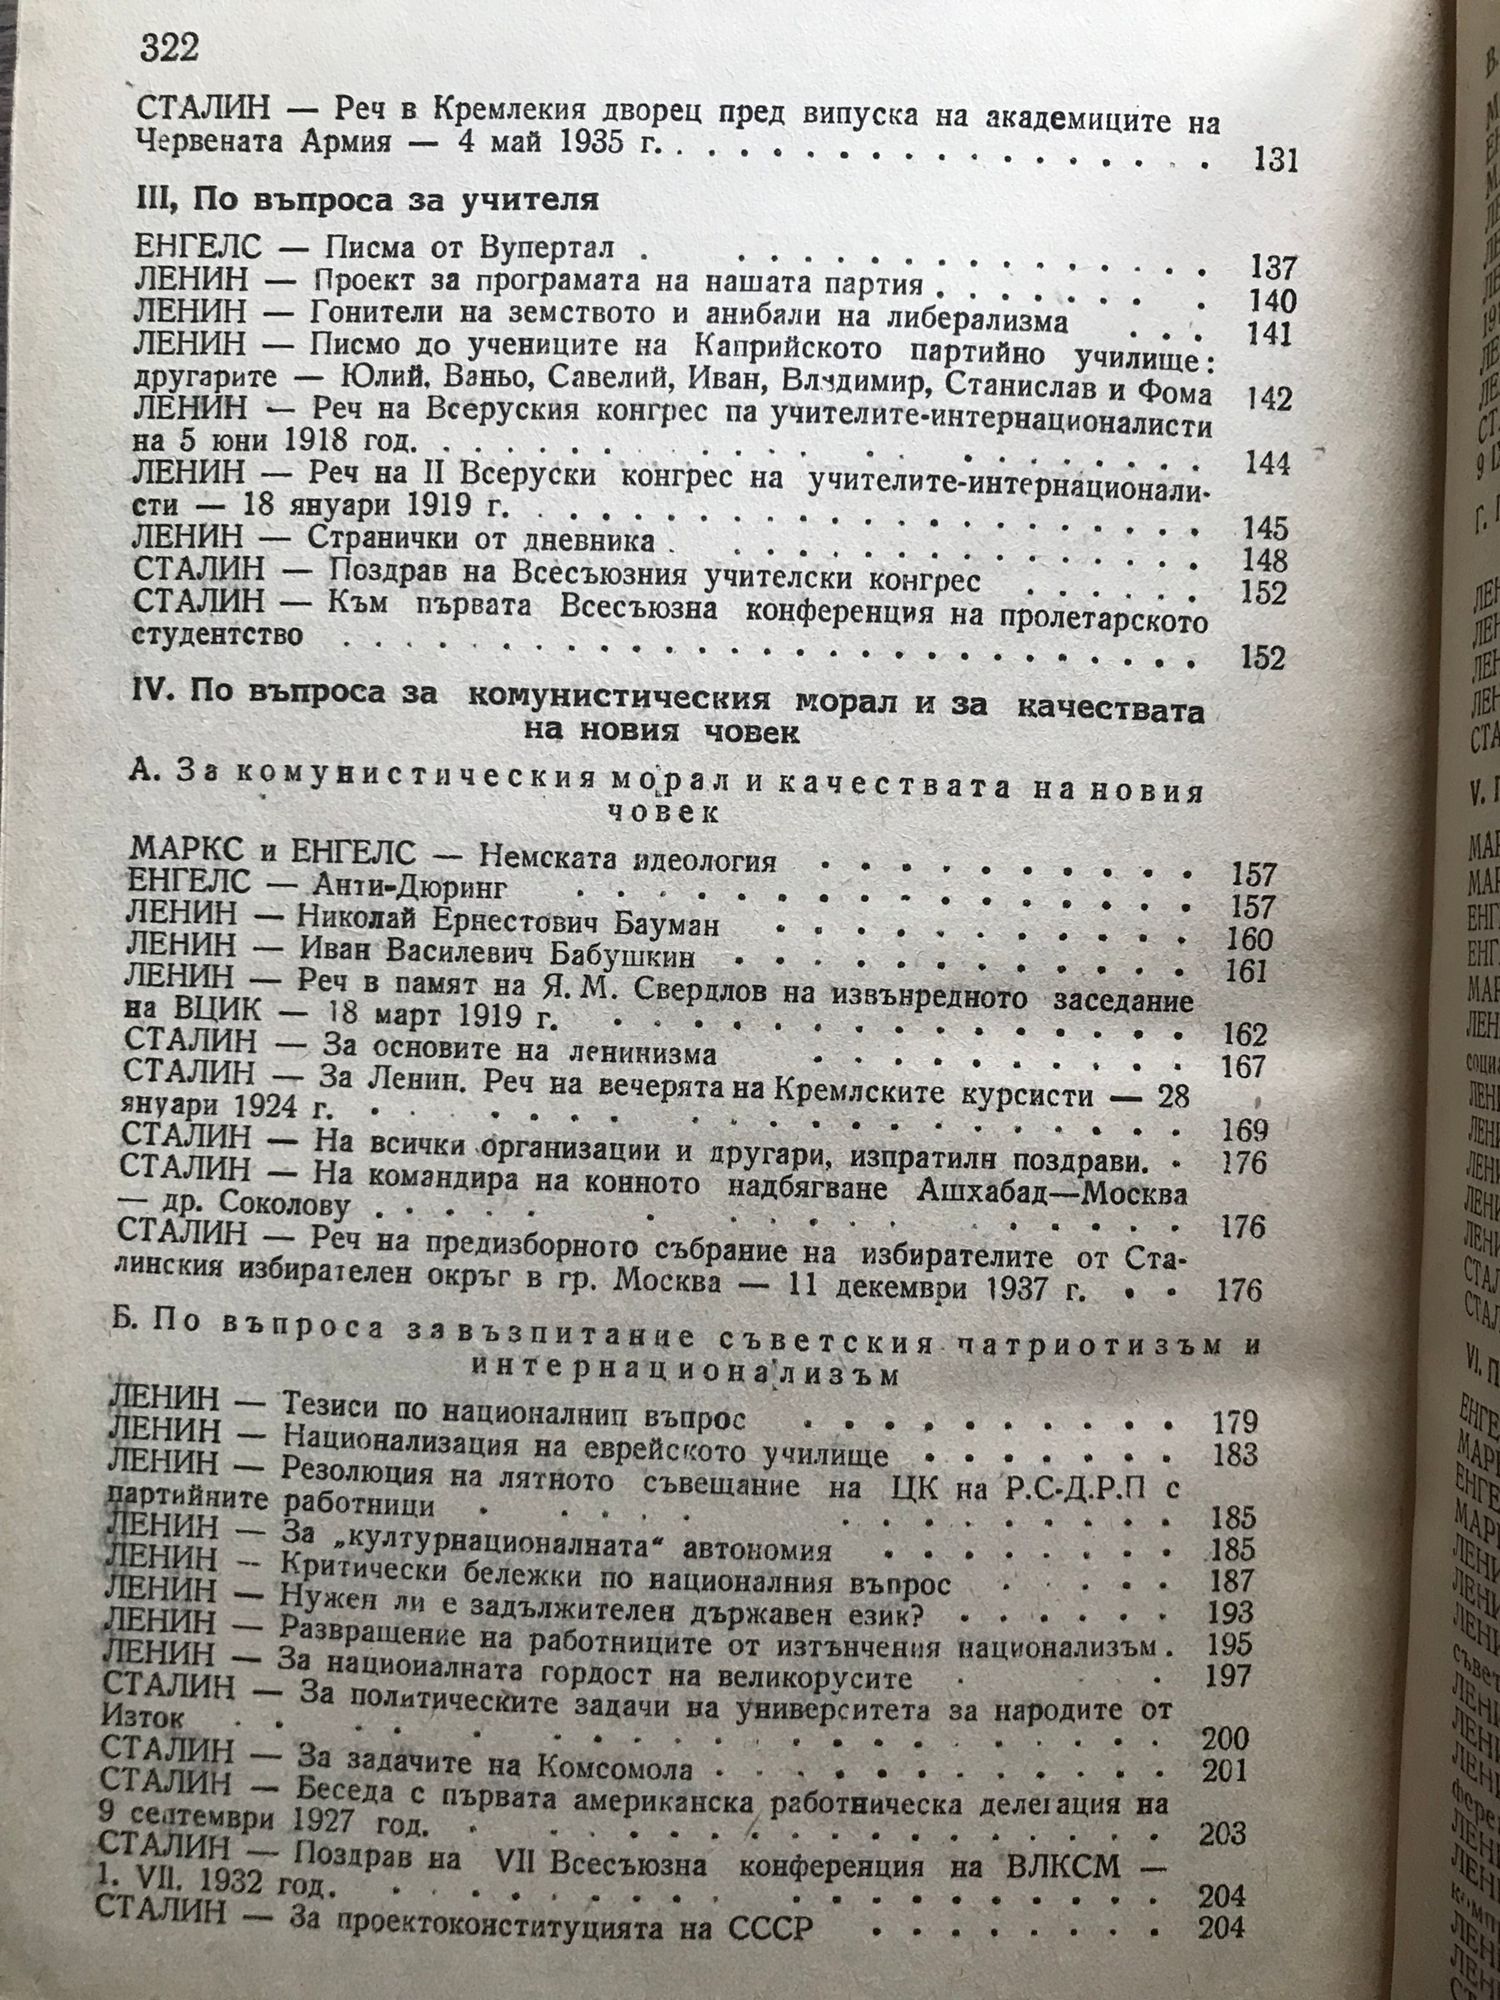 322
СТАЛИН — Реч в Кремлекия дворец пред випуска на академиците на
Червената Армия — 4 май 1935 г. . . . . . . . . . . . . . . . . 131
III, По въпроса за учителя
ЕНГЕЛС — Писма от Вупертал . . . . . . . . . . . . . . . 137
ЛЕНИН — Проект за програмата на нашата партия . . . . . . . . 140
ЛЕНИН — Гонители на земството и анибали на либерализма . . . 141
ЛЕНИН — Писмо до учениците на Каприйското партийно училище:
другарите — Юлий, Ваньо, Савелий, Иван, Владимир, Станислав и Фома 142
ЛЕНИН — Реч на Всеруския конгрес па учителите-интернационалисти
на 5 юни 1918 год. . . . . . . . . . . . . . . . . . . 144
ЛЕНИН — Реч на II Всеруски конгрес на учителите-интернационали-
сти — 18 януари 1919 г. . . . . . . . . . . . . . . . . . 145
ЛЕНИН — Странички от дневника . . . . . . . . . . . . . . 148
СТАЛИН — Поздрав на Всесъюзния учителски конгрес . . . . . . 152
СТАЛИН — Към първата Всесъюзна конференция на пролетарското
студентство . . . . . . . . . . . . . . . . . . . . . . 152
IV. По въпроса за комунистическия морал и за качествата
на новия човек
А. За комунистическия морал и качествата на новия
човек
МАРКС и ЕНГЕЛС — Немската идеология . . . . . . . . . . 157
ЕНГЕЛС — Анти-Дюринг . . . . . . . . . . . . . . . 157
ЛЕНИН — Николай Ернестович Бауман . . . . . . . . . . . 160
ЛЕНИН — Иван Василевич Бабушкин . . . . . . . . . . . . 161
ЛЕНИН — Реч в памят на Я. М. Свердлов на извънредното заседание
на ВЦИК — 18 март 1919 г. . . . . . . . . . . . . . . . 162
СТАЛИН — За основите на ленинизма . . . . . . . . . . 167
СТАЛИН — За Ленин. Реч на вечерята на Кремлските курсисти — 28
януари 1924 г. . . . . . . . . . . . . . . . . . . . 169
СТАЛИН — На всички организации и другари, изпратили поздрави. . 176
СТАЛИН — На командира на конното надбягване Ашхабад—Москва
— др. Соколову . . . . . . . . . . . . . . . . 176
СТАЛИН — Реч на предизборното събрание на избирателите от Ста-
линския избирателен окръг в гр. Москва — 11 декември 1937 г. . . 176
Б. По въпроса за възпитание съветския патриотизъм и
интернационализъм
ЛЕНИН — Тезиси по националнип въпрос . . . . . . . . . . 179
ЛЕНИН — Национализация на еврейското училище . . . . . . . 183
ЛЕНИН — Резолюция на лятното съвещание на ЦК на Р.С-Д.Р.П с
партийните работници . . . . . . . . . . . . . . . 185
ЛЕНИН — За „културнационалната“ автономия . . . . . . . . 185
ЛЕНИН — Критически бележки по националния въпрос . . . . . 187
ЛЕНИН — Нужен ли е задължителен държавен език? . . . . . . 193
ЛЕНИН — Развращение на работниците от изтънчения национализъм . 195
ЛЕНИН — За националната гордост на великорусите . . 197
СТАЛИН — За политическите задачи на университета за народите от
Изток . . . . . . . . . . . . . . . . . . . . 200
СТАЛИН — За задачите на Комсомола . . . . . . . . . . . . 201
СТАЛИН — Беседа с първата американска работническа делегация на
9 септември 1927 год. . . . . . . . . . . . . . . . . 203
СТАЛИН — Поздрав на VII Всесъюзна конференция на ВЛКСМ —
1. VII. 1932 год. . . . . . . . . . . . . . . . . . . 204
СТАЛИН — За проектоконституцията на СССР . . . . . . . . 204